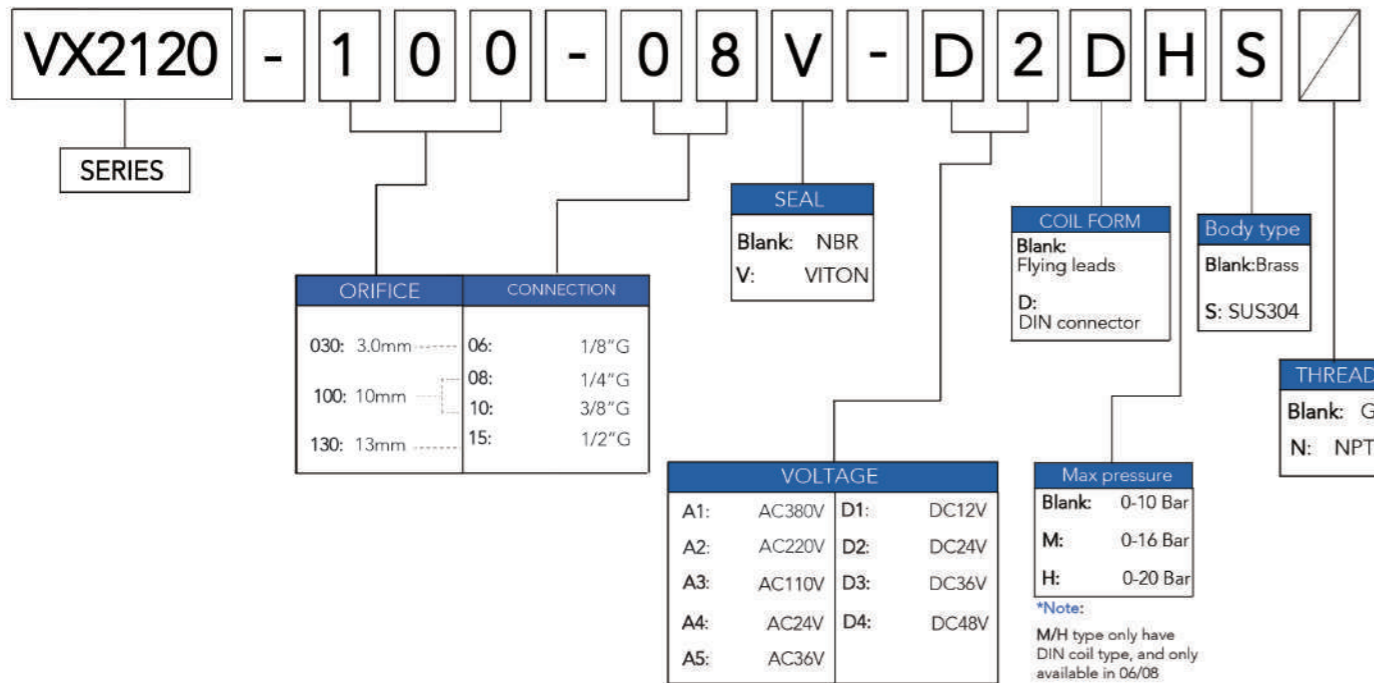 VX2120 - 1 0 0 - 0 8 V - D 2 D H S
SERIES
ORIFICE CONNECTION
030: 3.0mm 06: 1/8"G
100: 10mm 08: 1/4"G
10: 3/8"G
130: 13mm 15: 1/2"G
SEAL
Blank: NBR
V: VITON
VOLTAGE
A1: AC380V D1: DC12V
A2: AC220V D2: DC24V
A3: AC110V D3: DC36V
A4: AC24V D4: DC48V
A5: AC36V
COIL FORM
Blank:
Flying leads
D:
DIN connector
Max pressure
Blank: 0-10 Bar
M: 0-16 Bar
H: 0-20 Bar
*Note:
M/H type only have
DIN coil type, and only
available in 06/08
Body type
Blank:Brass
S: SUS304
THREAD
Blank: G
N: NPT